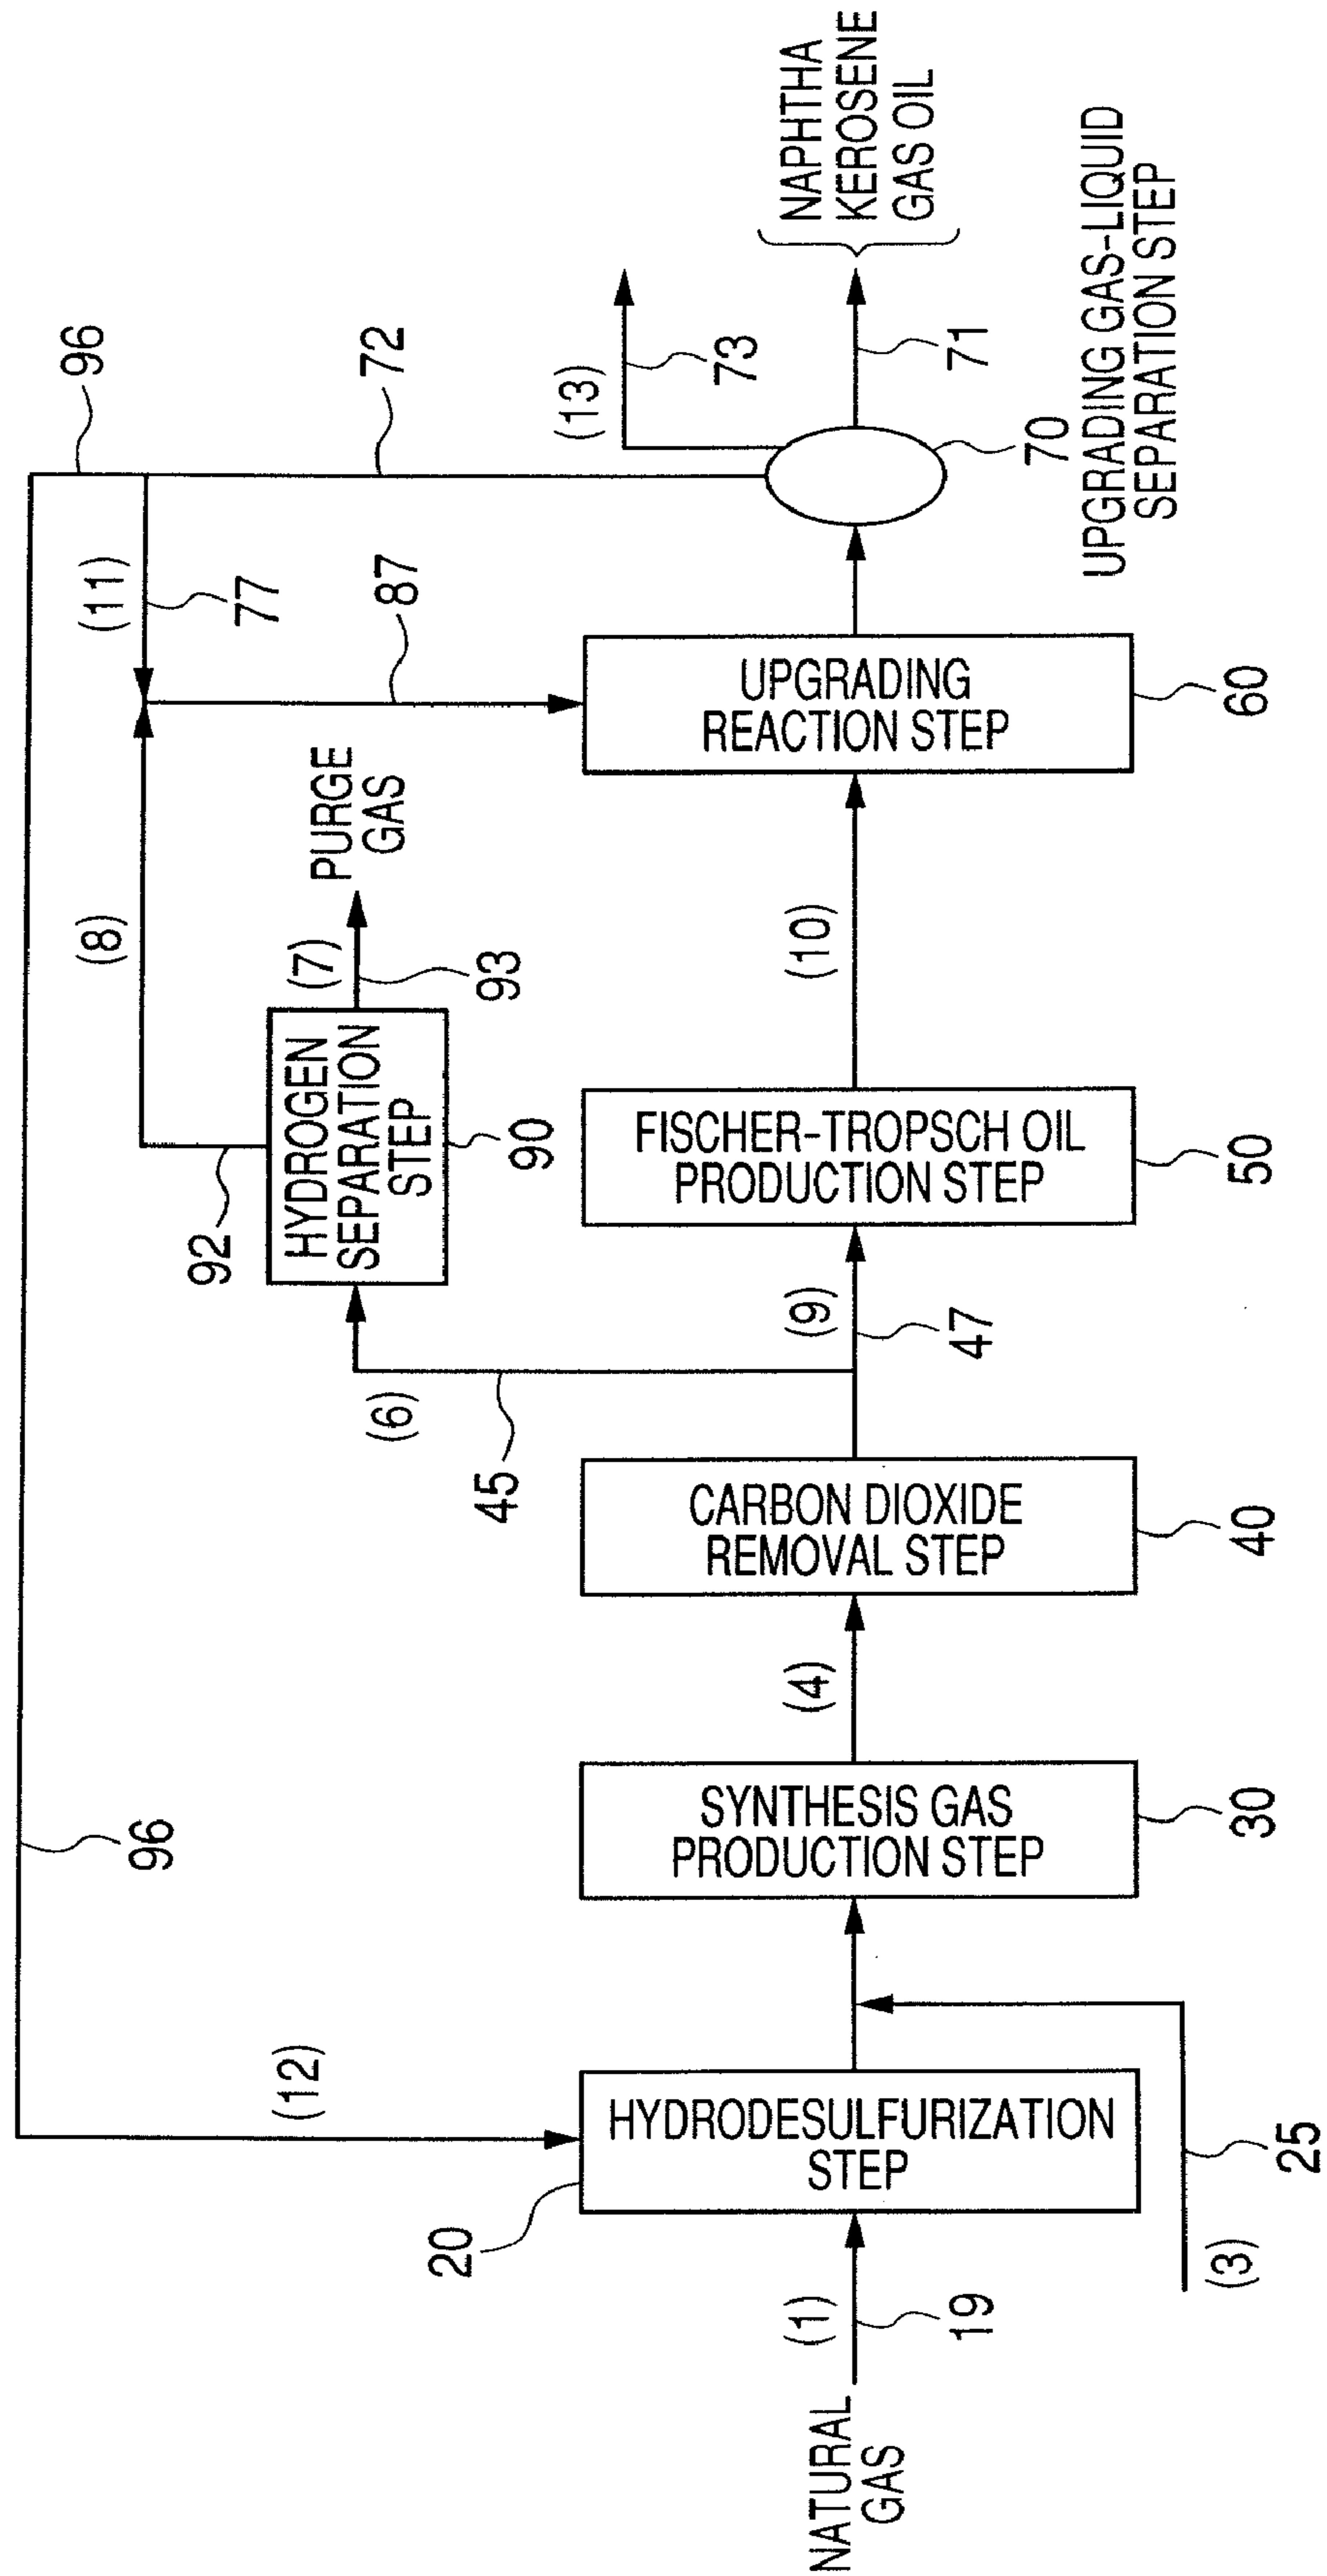 96
96
72
(11)
77
87
(8)
92
PURGE
GAS
(7)
93
HYDROGEN
SEPARATION
STEP
90
(6)
45
(12)
(13)
73
NAPHTHA
KEROSENE
GAS OIL
71
70
UPGRADING GAS-LIQUID
SEPARATION STEP
NATURAL
GAS
(1)
19
20
HYDRODESULFURIZATION
STEP
(3)
25
SYNTHESIS GAS
PRODUCTION STEP
30
(4)
CARBON DIOXIDE
REMOVAL STEP
40
(9)
47
FISCHER-TROPSCH OIL
PRODUCTION STEP
50
(10)
UPGRADING
REACTION STEP
60